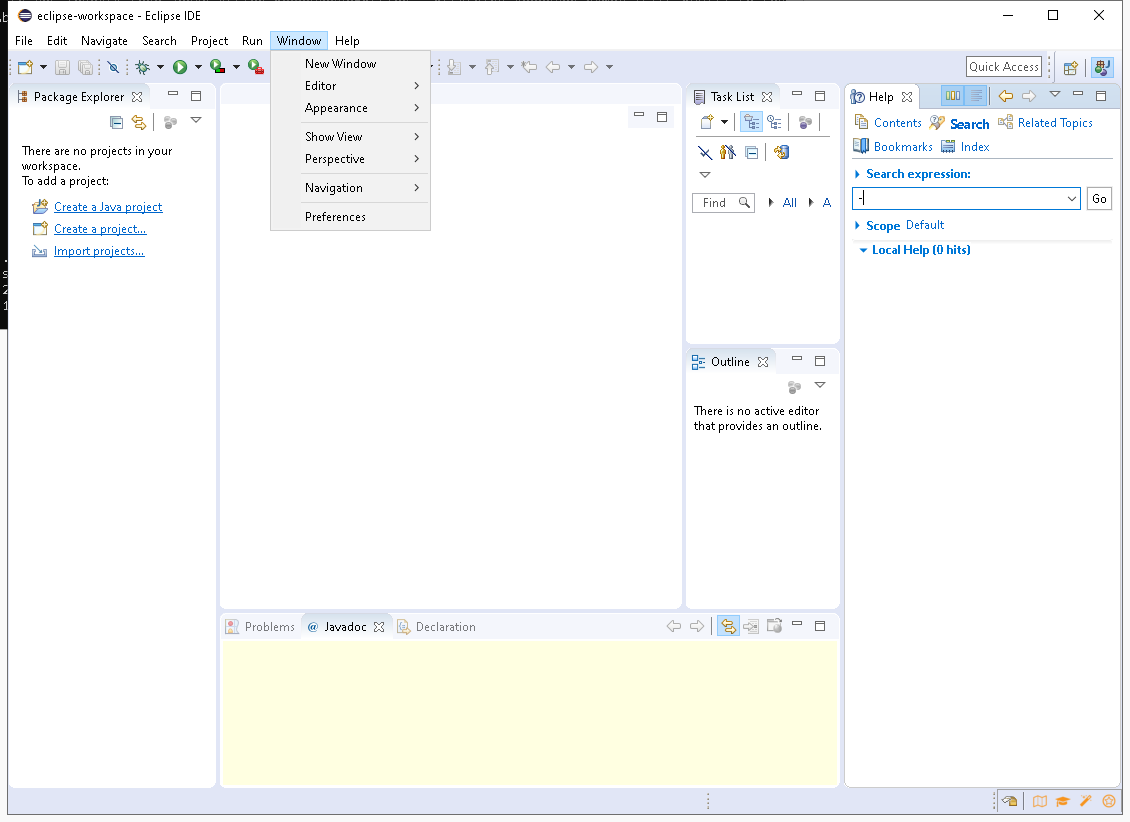 eclipse-workspace - Eclipse IDE
File Edit Navigate Search Project Run Window Help
Quick Access
New Window
Editor
Appearance
Show View
Perspective
Navigation
Preferences
Package Explorer
There are no projects in your
workspace.
To add a project:
Create a Java project
Create a project...
Import projects...
Task List
Find
All
A
Outline
There is no active editor
that provides an outline.
Help
Contents Search Related Topics
Bookmarks Index
Search expression:
-
Go
Scope Default
Local Help (0 hits)
Problems @ Javadoc Declaration